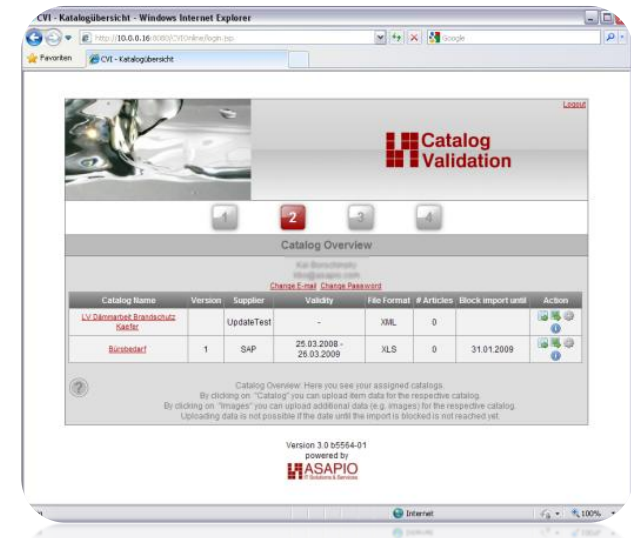 CVI - Katalogübersicht - Windows Internet Explorer
http://10.0.0.16:8080/CVIOnline/login.jsp
Google
Favoriten
CVI - Katalogübersicht
Logout
Catalog
Validation
1 2 3 4
Catalog Overview
Change E-mail Change Password
Catalog Name Version Supplier Validity File Format # Articles Block import until Action
LV Dämmarbeit Brandschutz
Kaefer
UpdateTest - XML 0
Bürobedarf 1 SAP 25.03.2008 -
26.03.2009 XLS 0 31.01.2009
Catalog Overview: Here you see your assigned catalogs.
By clicking on "Catalog" you can upload item data for the respective catalog.
By clicking on "Images" you can upload additional data (e.g. images) for the respective catalog.
Uploading data is not possible if the date until the import is blocked is not reached yet.
Version 3.0 b5564-01
powered by
ASAPIO
IT Solutions & Services
Internet
100%